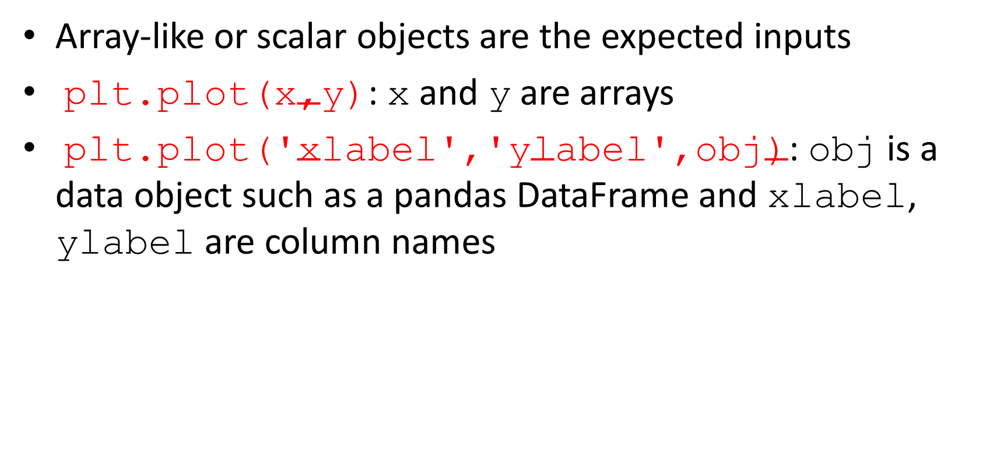 • Array-like or scalar objects are the expected inputs
• plt.plot(x,y): x and y are arrays
• plt.plot('xlabel','ylabel',obj): obj is a
data object such as a pandas DataFrame and xlabel,
ylabel are column names